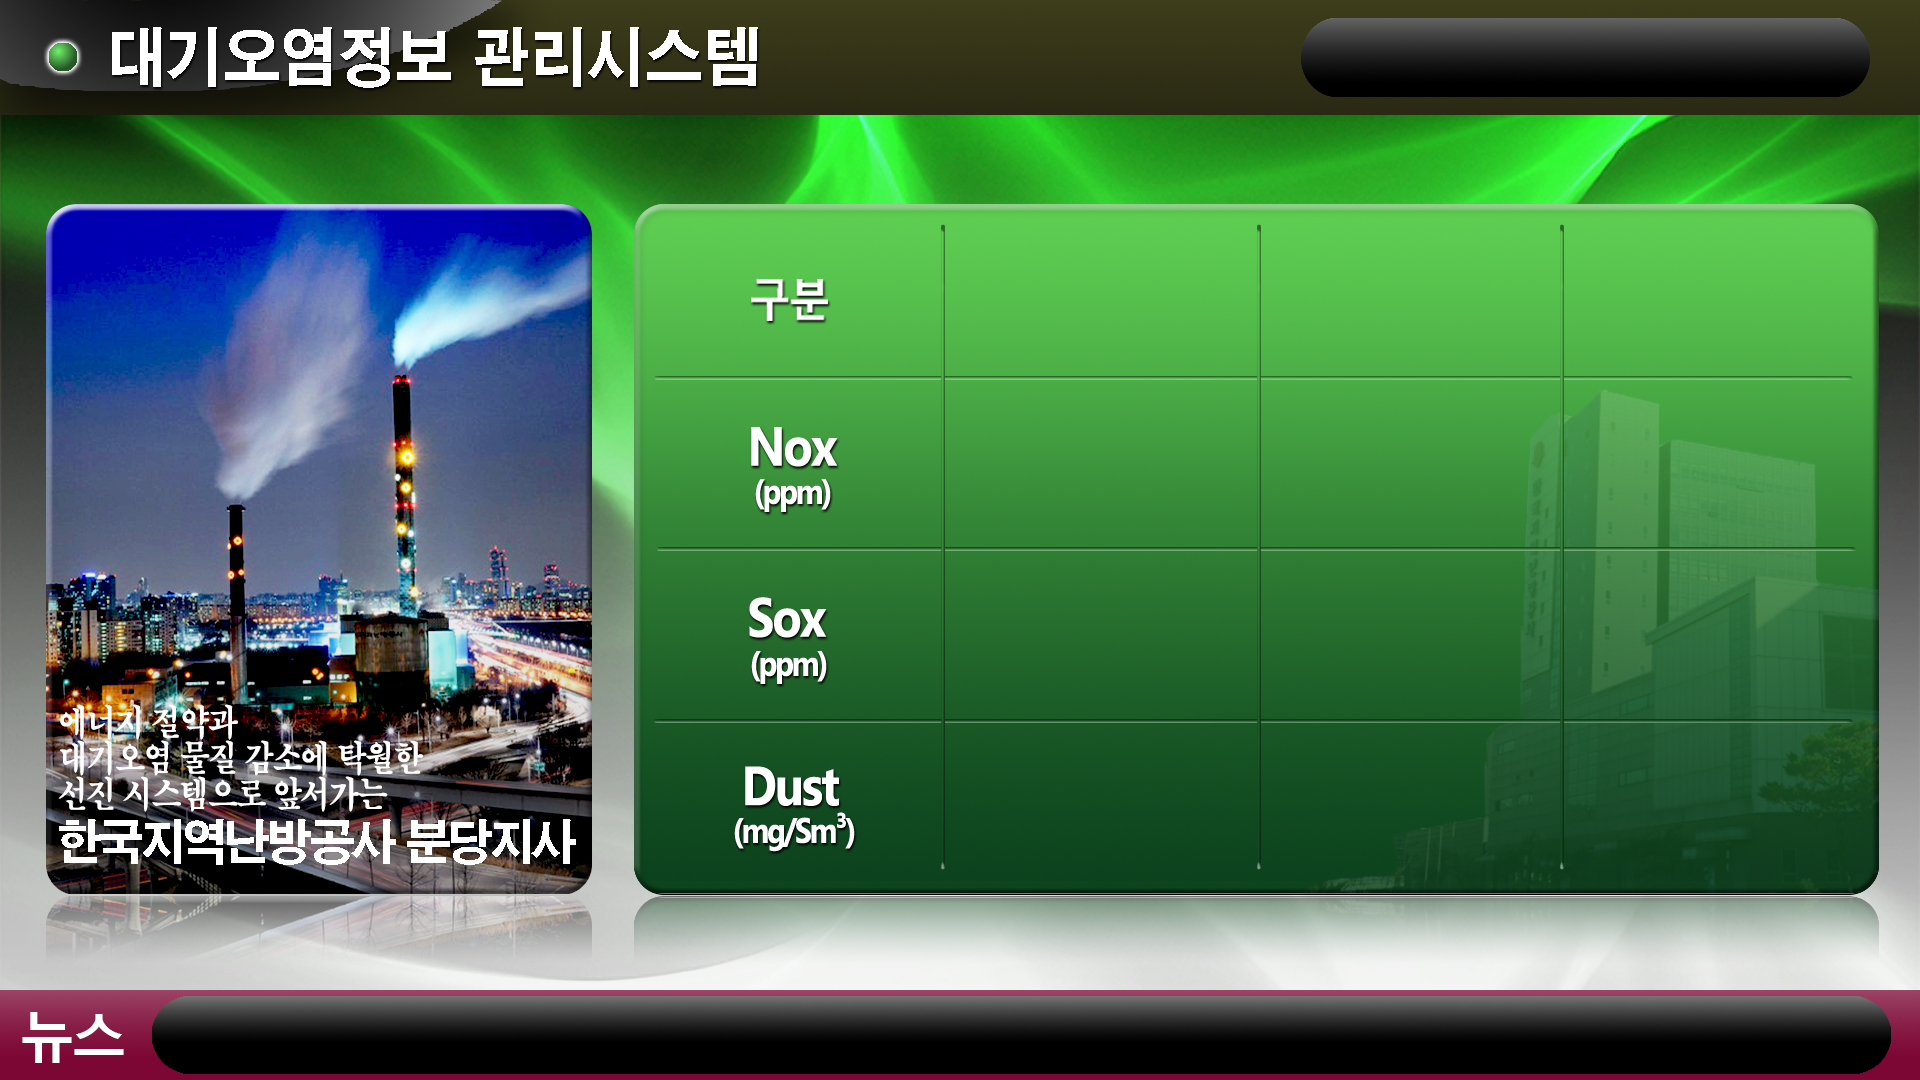 대기오염정보 관리시스템
에너지 절약과
대기오염 물질 감소에 탁월한
선진 시스템으로 앞서가는
한국지역난방공사 분당지사
구분
Nox
(ppm)
Sox
(ppm)
Dust
(mg/Sm³)
뉴스